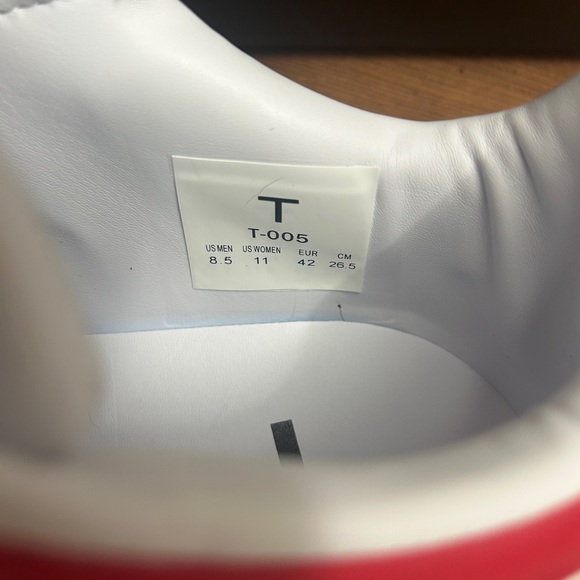 T
T-005
US MEN US WOMEN EUR CM
8.5 11 42 26.5